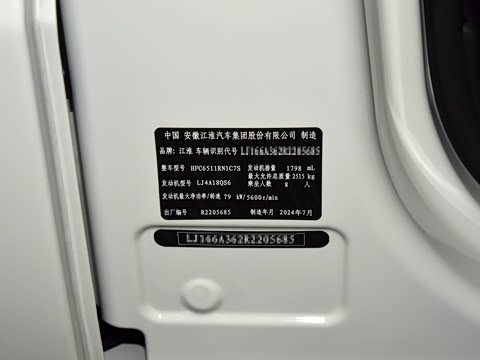 中国 安徽江淮汽车集团股份有限公司 制造
品牌: 江淮 车辆识别代号 LJ166A362R2205685
整车型号 HFC6511RN1C7S 发动机排量 1798 mL
最大允许总质量 2515 kg
发动机型号 LJ4A18QS6 乘坐人数 8 人
发动机最大净功率/转速 79 kW/5600r/min
出厂编号 R2205685 制造年月 2024年7月
LJ166A362R2205685